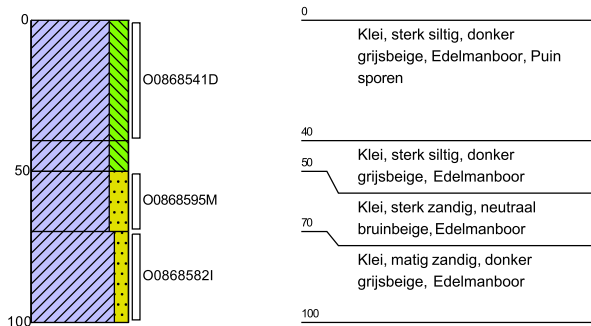 0
O0868541D
50
O0868595M
O0868582I
100
0
Klei, sterk siltig, donker
grijsbeige, Edelmanboor, Puin
sporen
40
Klei, sterk siltig, donker
grijsbeige, Edelmanboor
50
Klei, sterk zandig, neutraal
bruinbeige, Edelmanboor
70
Klei, matig zandig, donker
grijsbeige, Edelmanboor
100